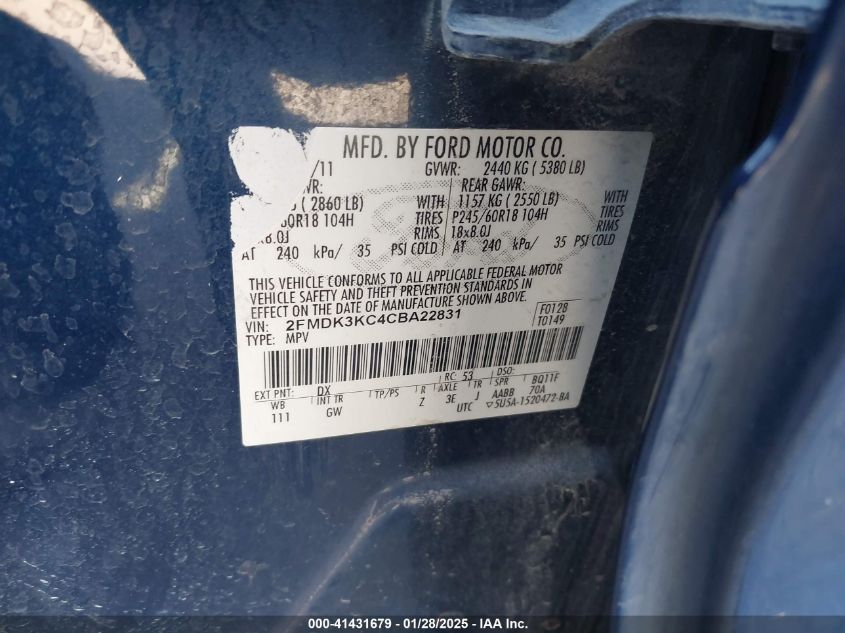 MFD. BY FORD MOTOR CO.
/11 GVWR: 2440 KG ( 5380 LB)
WR: REAR GAWR:
( 2860 LB) WITH 1157 KG ( 2550 LB) WITH
60R18 104H TIRES P245/60R18 104H TIRES
x8.0J RIMS 18x8.0J RIMS
AT 240 kPa/ 35 PSI COLD AT 240 kPa/ 35 PSI COLD
THIS VEHICLE CONFORMS TO ALL APPLICABLE FEDERAL MOTOR
VEHICLE SAFETY AND THEFT PREVENTION STANDARDS IN
EFFECT ON THE DATE OF MANUFACTURE SHOWN ABOVE.
VIN: 2FMDK3KC4CBA22831 F0128
TYPE: MPV T0149
RC: 53 DSO:
EXT PNT: DX TP/PS R AXLE TR SPR BQ11F
WB INT TR Z 3E J AABB 70A
111 GW UTC 5U5A-1520472-BA
000-41431679 / 01/28/2025 - IAA Inc.